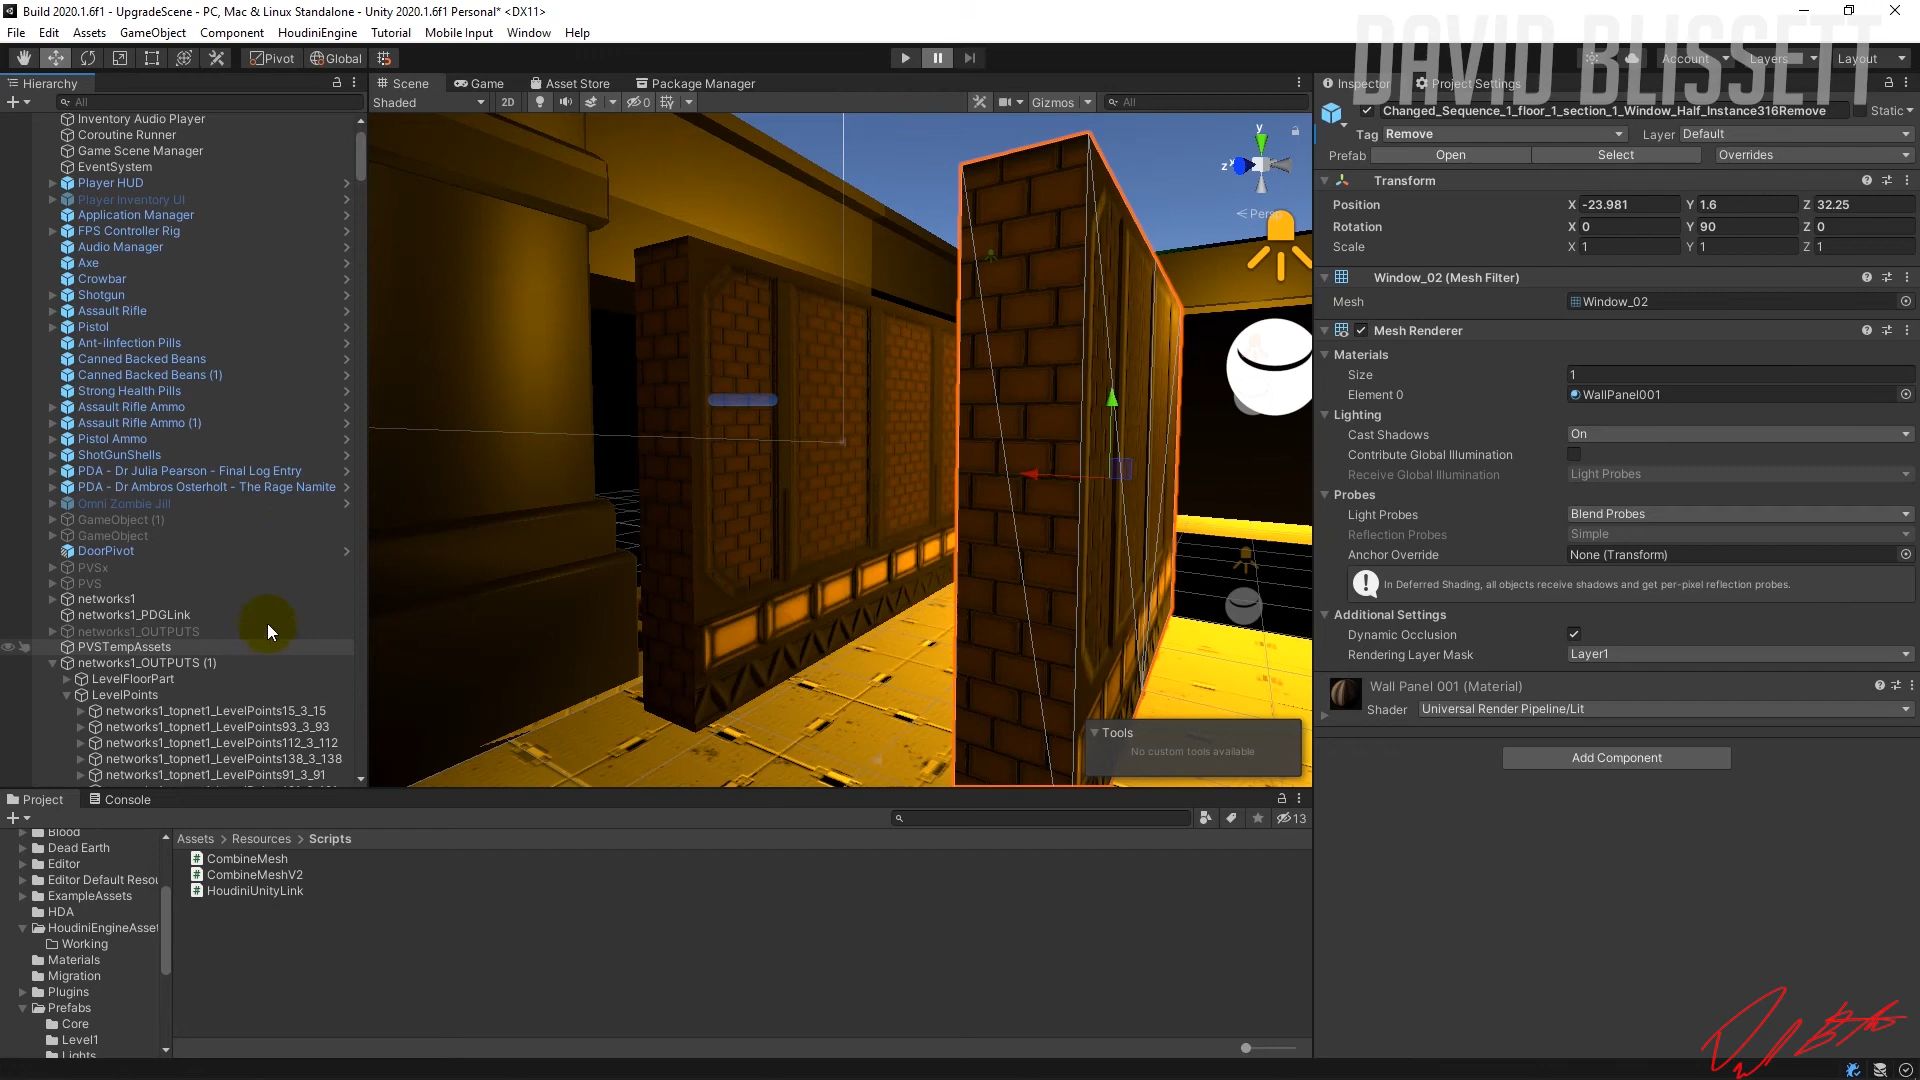 Build 2020.1.6f1 - UpgradeScene - PC, Mac & Linux Standalone - Unity 2020.1.6f1 Personal* <DX11>
DAVID BLISSETT
File Edit Assets GameObject Component HoudiniEngine Tutorial Mobile Input Window Help
Pivot Global Account Layers Layout
Hierarchy Scene Game Asset Store Package Manager Inspector Project Settings
All Shaded 2D 0 Gizmos All
Changed_Sequence_1_floor_1_section_1_Window_Half_Instance316Remove Static
Inventory Audio Player
Coroutine Runner
Game Scene Manager
EventSystem
Player HUD
Player Inventory UI
Application Manager
FPS Controller Rig
Audio Manager
Axe
Crowbar
Shotgun
Assault Rifle
Pistol
Ant-iInfection Pills
Canned Backed Beans
Canned Backed Beans (1)
Strong Health Pills
Assault Rifle Ammo
Assault Rifle Ammo (1)
Pistol Ammo
ShotGunShells
PDA - Dr Julia Pearson - Final Log Entry
PDA - Dr Ambros Osterholt - The Rage Namite
Omni Zombie Jill
GameObject (1)
GameObject
DoorPivot
PVSx
PVS
networks1
networks1_PDGLink
networks1_OUTPUTS
PVSTempAssets
networks1_OUTPUTS (1)
LevelFloorPart
LevelPoints
networks1_topnet1_LevelPoints15_3_15
networks1_topnet1_LevelPoints93_3_93
networks1_topnet1_LevelPoints112_3_112
networks1_topnet1_LevelPoints138_3_138
networks1_topnet1_LevelPoints91_3_91
y
z x
Persp
Tools
No custom tools available
Tag Remove Layer Default
Prefab Open Select Overrides
Transform
Position X -23.981 Y 1.6 Z 32.25
Rotation X 0 Y 90 Z 0
Scale X 1 Y 1 Z 1
Window_02 (Mesh Filter)
Mesh Window_02
Mesh Renderer
Materials
Size 1
Element 0 WallPanel001
Lighting
Cast Shadows On
Contribute Global Illumination
Receive Global Illumination Light Probes
Probes
Light Probes Blend Probes
Reflection Probes Simple
Anchor Override None (Transform)
In Deferred Shading, all objects receive shadows and get per-pixel reflection probes.
Additional Settings
Dynamic Occlusion
Rendering Layer Mask Layer1
Wall Panel 001 (Material)
Shader Universal Render Pipeline/Lit
Add Component
Project Console
13
Blood
Dead Earth
Editor
Editor Default Resou
ExampleAssets
HDA
HoudiniEngineAsset
Working
Materials
Migration
Plugins
Prefabs
Core
Level1
Lights
Assets > Resources > Scripts
CombineMesh
CombineMeshV2
HoudiniUnityLink